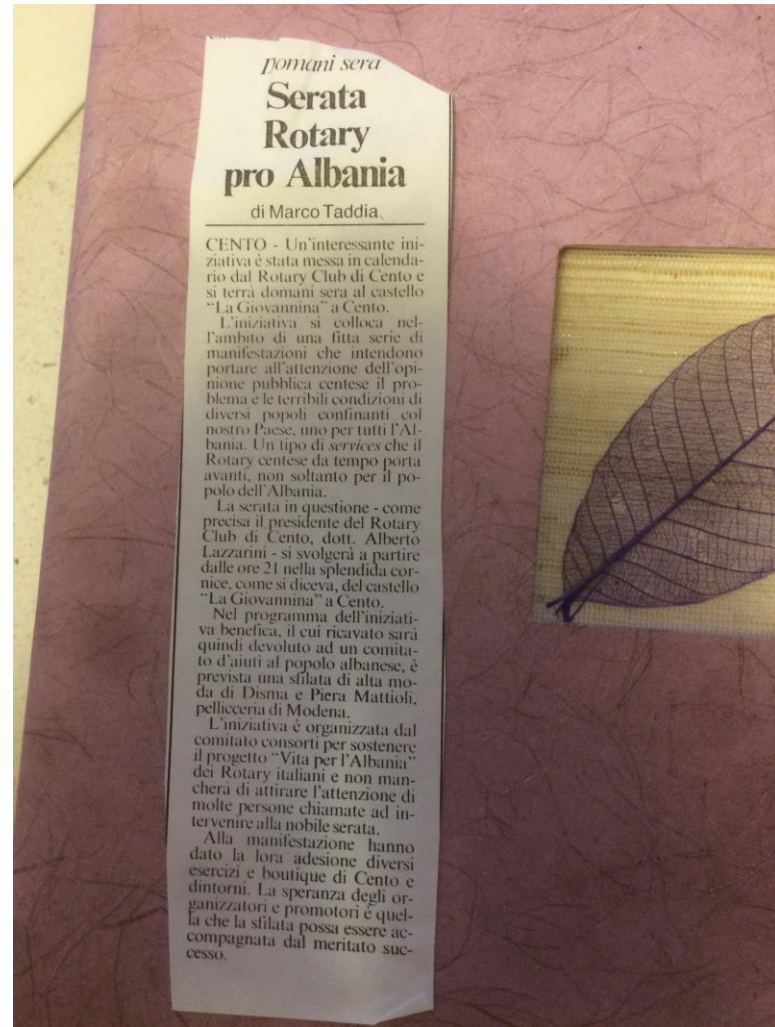 Domani sera
Serata
Rotary
pro Albania
di Marco Taddia
CENTO - Un'interessante ini-
ziativa è stata messa in calenda-
rio dal Rotary Club di Cento e
si terrà domani sera al castello
"La Giovannina" a Cento.
L'iniziativa si colloca nel-
l'ambito di una fitta serie di
manifestazioni che intendono
portare all'attenzione dell'opi-
nione pubblica centese il pro-
blema e le terribili condizioni di
diversi popoli confinanti col
nostro Paese, uno per tutti l'Al-
bania. Un tipo di services che il
Rotary centese da tempo porta
avanti, non soltanto per il po-
polo dell'Albania.
La serata in questione - come
precisa il presidente del Rotary
Club di Cento, dott. Alberto
Lazzarini - si svolgerà a partire
dalle ore 21 nella splendida cor-
nice, come si diceva, del castello
"La Giovannina" a Cento.
Nel programma dell'iniziati-
va benefica, il cui ricavato sarà
quindi devoluto ad un comita-
to d'aiuti al popolo albanese, è
prevista una sfilata di alta mo-
da di Disma e Piera Mattioli,
pellicceria di Modena.
L'iniziativa è organizzata dal
comitato consorti per sostenere
il progetto "Vita per l'Albania"
dei Rotary italiani e non man-
cherà di attirare l'attenzione di
molte persone chiamate ad in-
tervenire alla nobile serata.
Alla manifestazione hanno
dato la lora adesione diversi
esercizi e boutique di Cento e
dintorni. La speranza degli or-
ganizzatori e promotori è quel-
la che la sfilata possa essere ac-
compagnata dal meritato suc-
cesso.